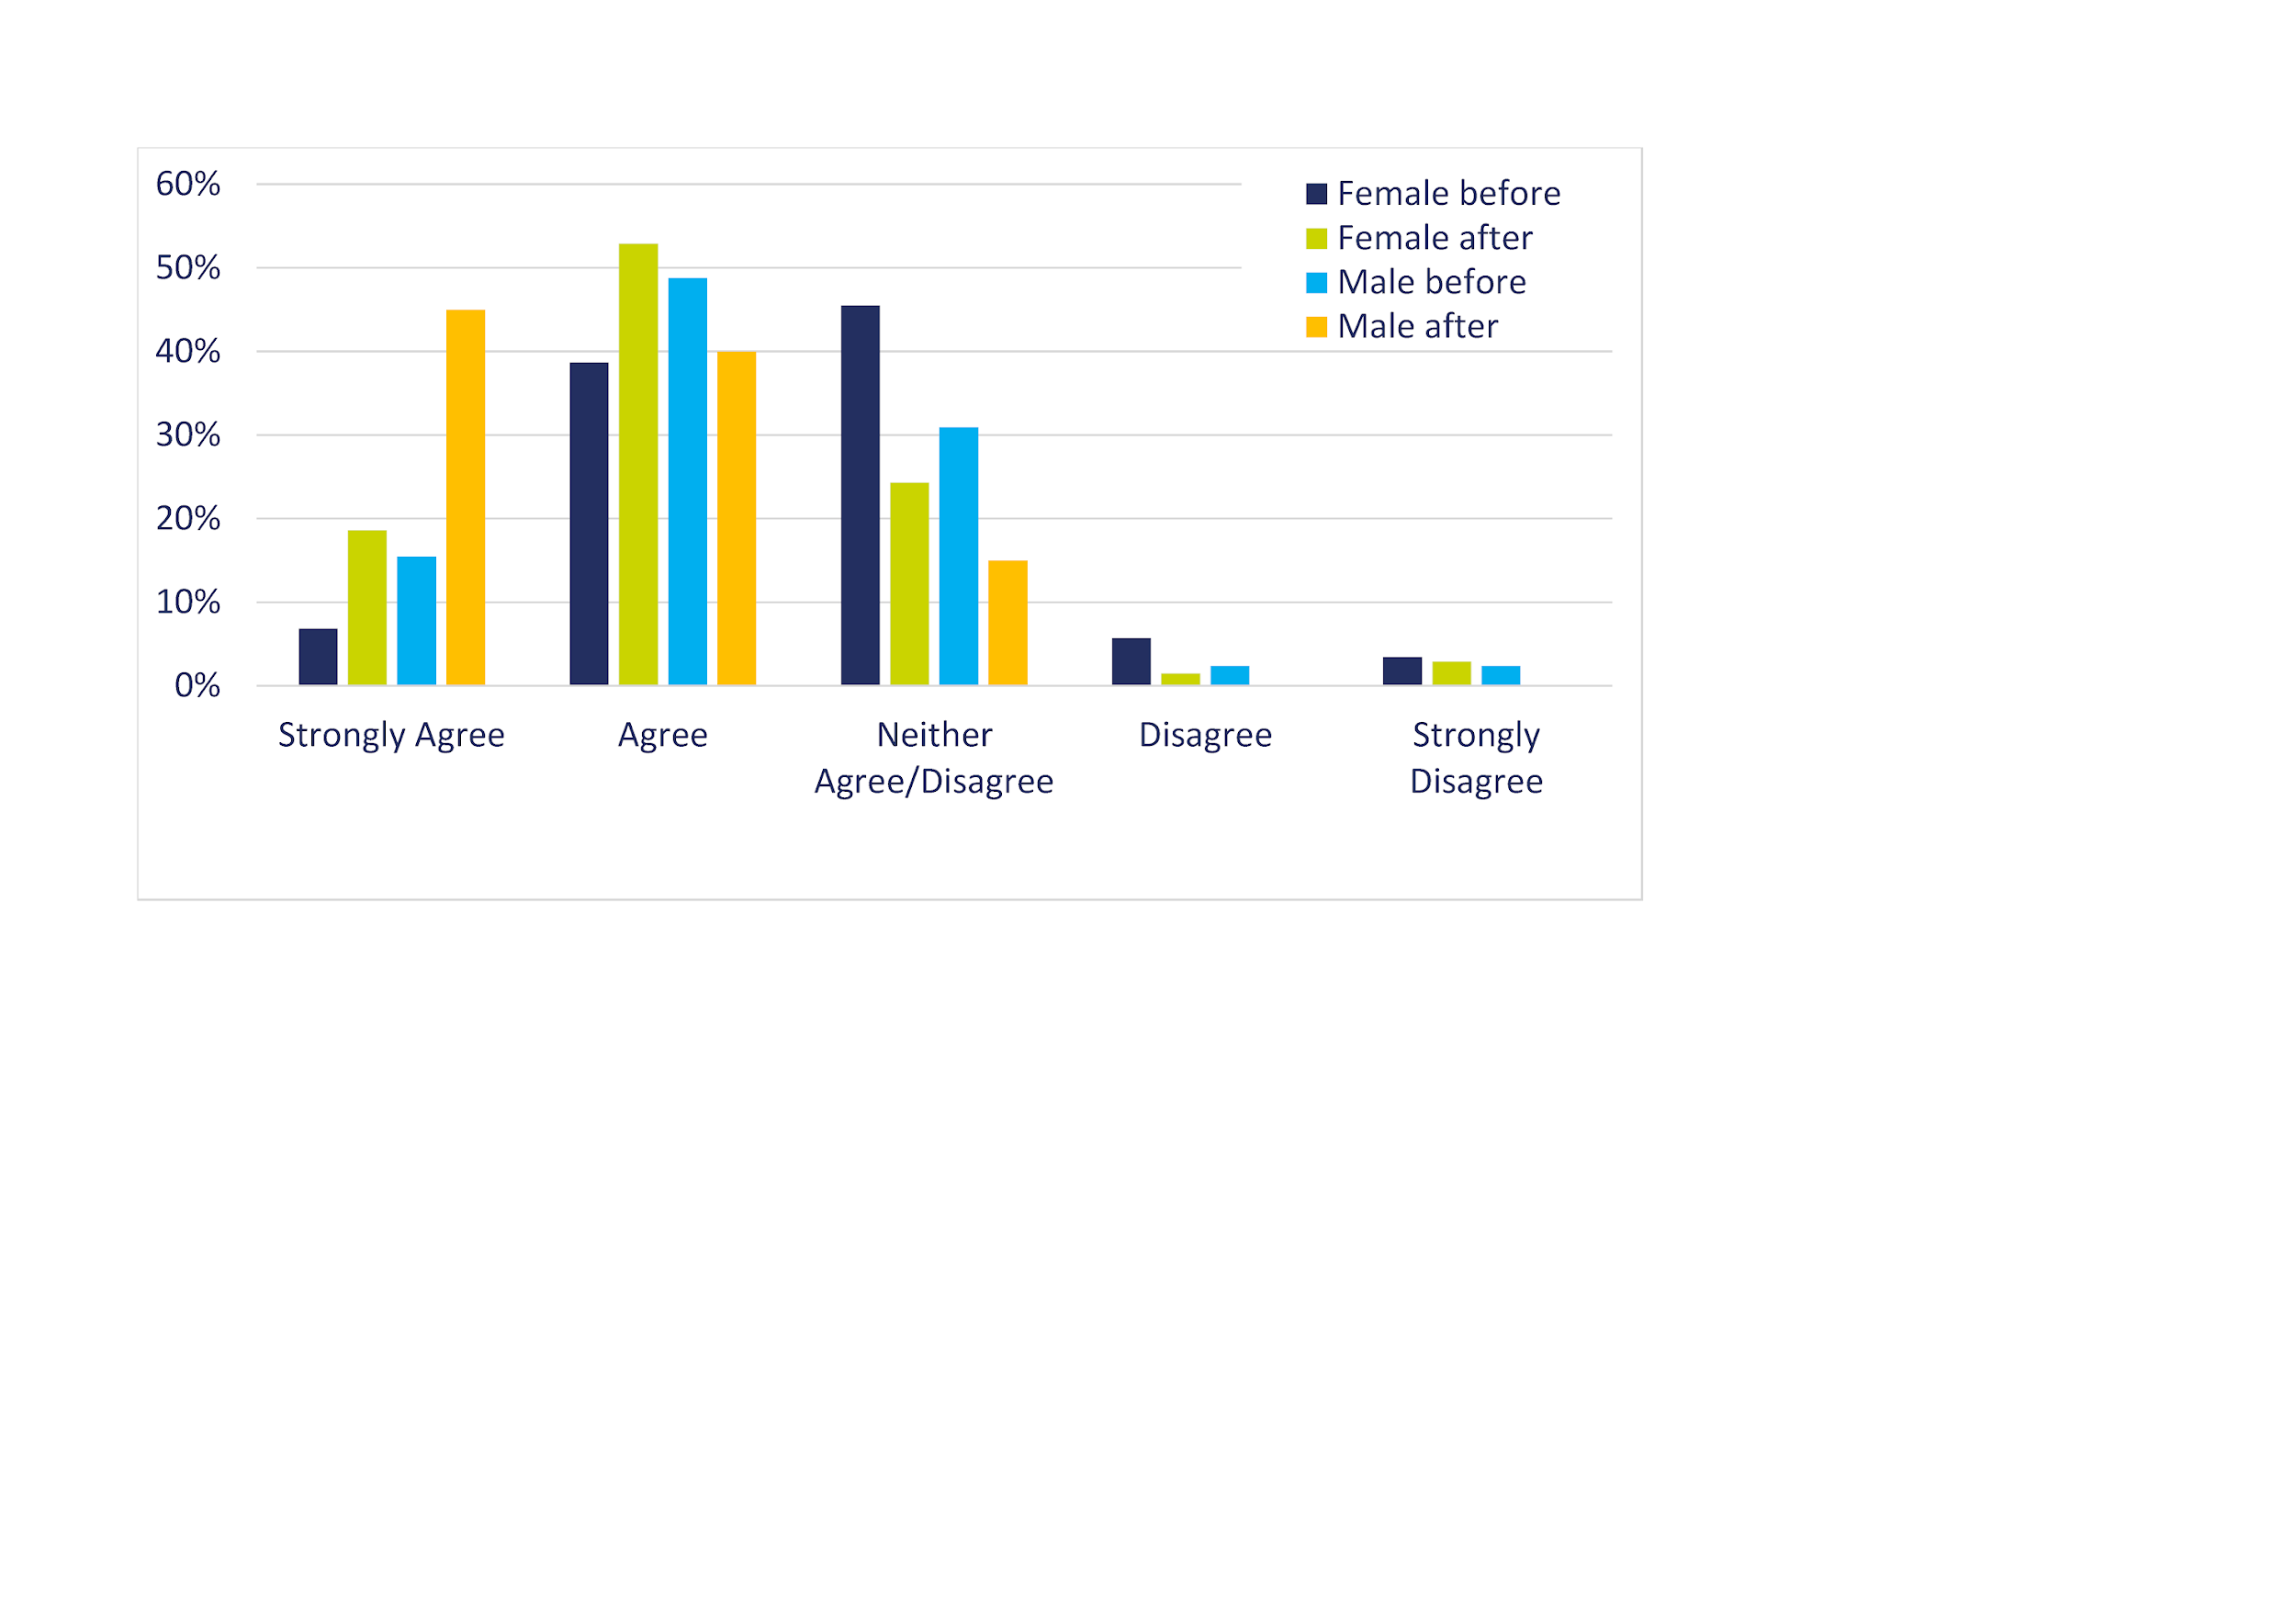 60%
50%
40%
30%
20%
10%
0%
Female before
Female after
Male before
Male after
Strongly Agree
Agree
Neither
Agree/Disagree
Disagree
Strongly
Disagree